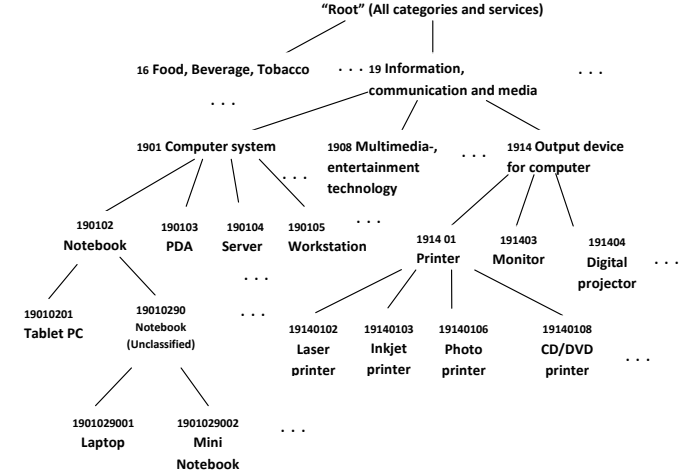 “Root” (All categories and services)
16 Food, Beverage, Tobacco
. . . 19 Information,
communication and media
. . .
. . .
1901 Computer system
. . .
1908 Multimedia-,
entertainment
technology
. . .
1914 Output device
for computer
190102
Notebook
190103
PDA
190104
Server
190105
Workstation
. . .
1914 01
Printer
191403
Monitor
191404
Digital
projector
. . .
. . .
19010201
Tablet PC
19010290
Notebook
(Unclassified)
. . .
19140102
Laser
printer
19140103
Inkjet
printer
19140106
Photo
printer
19140108
CD/DVD
printer
. . .
1901029001
Laptop
1901029002
Mini
Notebook
. . .